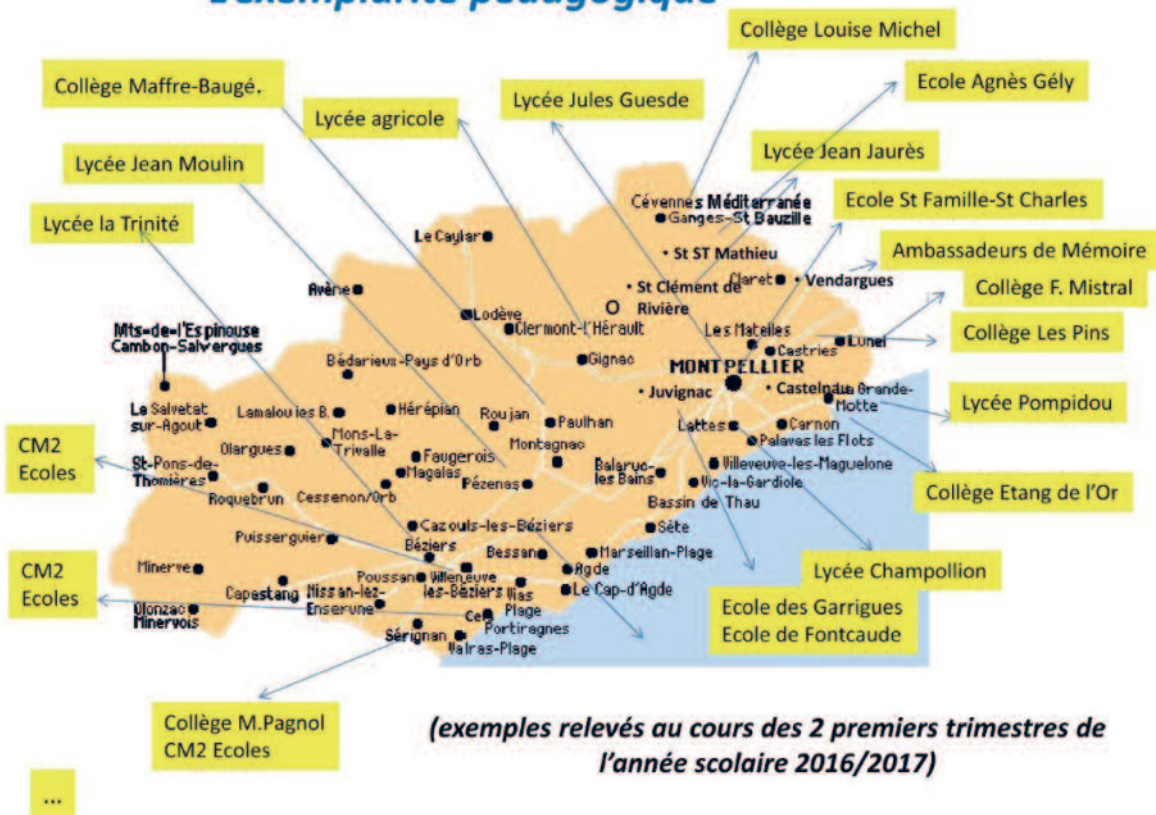 L'exemplarité pédagogique
Collège Louise Michel
Collège Maffre-Baugé.
Lycée Jules Guesde
Ecole Agnès Gély
Lycée agricole
Lycée Jean Moulin
Lycée Jean Jaurès
Ecole St Famille-St Charles
Lycée la Trinité
Ambassadeurs de Mémoire
Collège F. Mistral
Collège Les Pins
Lycée Pompidou
Collège Etang de l'Or
Lycée Champollion
Ecole des Garrigues
Ecole de Fontcaude
CM2
Ecoles
CM2
Ecoles
Collège M.Pagnol
CM2 Ecoles
...
Cévennes Méditerranée
Ganges-St Bauzille
Le Caylar
• St ST Mathieu
Claret
• Vendargues
Avène
• St Clément de
Rivière
O
Lodève
Clermont-l'Hérault
Les Matelles
Lunel
Castries
Mts-de-l'Espinouse
Cambon-Salvergues
Bédarieux-Pays d'Orb
Gignac
MONTPELLIER
• Juvignac
• Castelnau
La Grande-
Motte
La Salvetat
sur-Agout
Lamalou les B.
Hérépian
Roujan
Paulhan
Lattes
Carnon
Palavas les Flots
Olargues
Mons-La-
Trivalle
Montagnac
Faugerois
Magalas
Pézenas
Balaruc-
les Bains
Villeveuve-les-Maguelone
Vic-la-Gardiole
St-Pons-de-
Thomières
Roquebrun
Cessenon/Orb
Bassin de Thau
Cazouls-les-Béziers
Sète
Puisserguier
Béziers
Bessan
Marseillan-Plage
Minerve
Poussan
Villeneuve
les-Béziers
Vias
Agde
Le Cap-d'Agde
Capestang
Nissan-lez-
Enserune
Plage
Portiragnes
Olonzac
Minervois
Sérignan
Valras-Plage
(exemples relevés au cours des 2 premiers trimestres de
l'année scolaire 2016/2017)